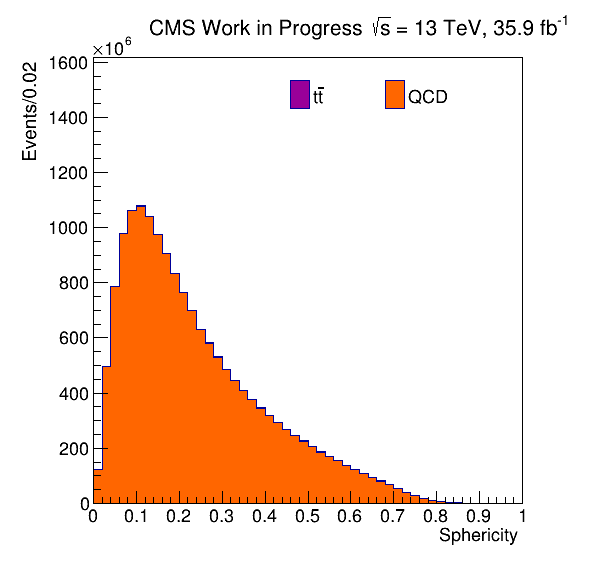 CMS Work in Progress √s = 13 TeV, 35.9 fb⁻¹
×10⁶
Events/0.02
1600
1400
1200
1000
800
600
400
200
0
tt̅
QCD
0 0.1 0.2 0.3 0.4 0.5 0.6 0.7 0.8 0.9 1
Sphericity